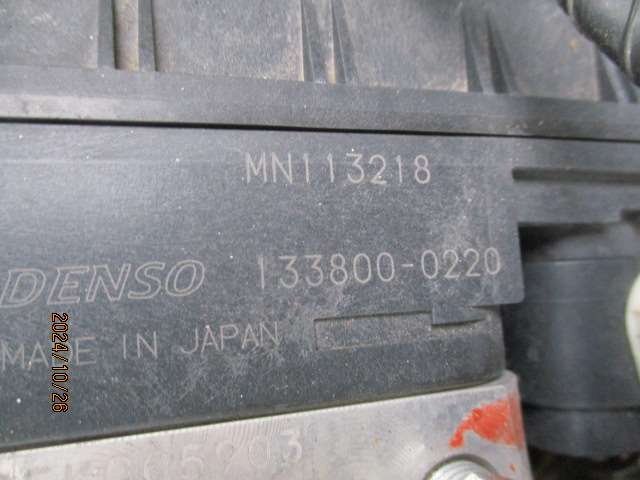 MN113218
DENSO 133800-0220
MADE IN JAPAN
2024/10/26